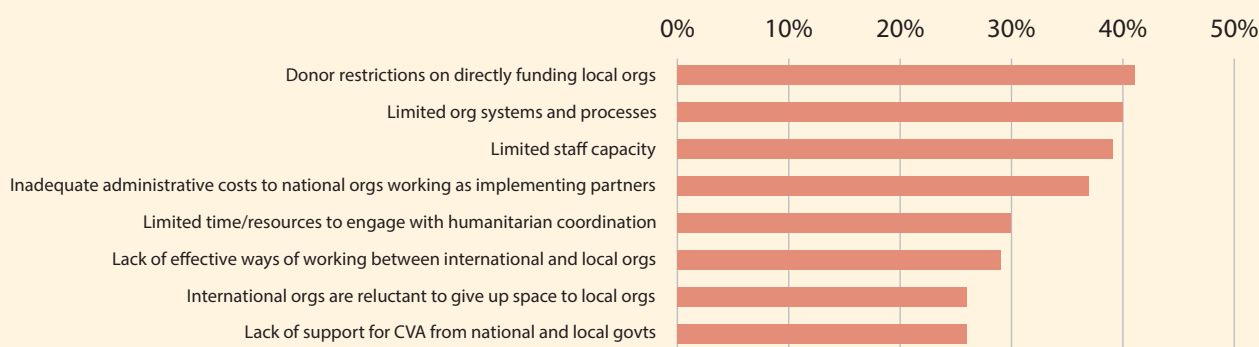 0% 10% 20% 30% 40% 50%
Donor restrictions on directly funding local orgs
Limited org systems and processes
Limited staff capacity
Inadequate administrative costs to national orgs working as implementing partners
Limited time/resources to engage with humanitarian coordination
Lack of effective ways of working between international and local orgs
International orgs are reluctant to give up space to local orgs
Lack of support for CVA from national and local govts